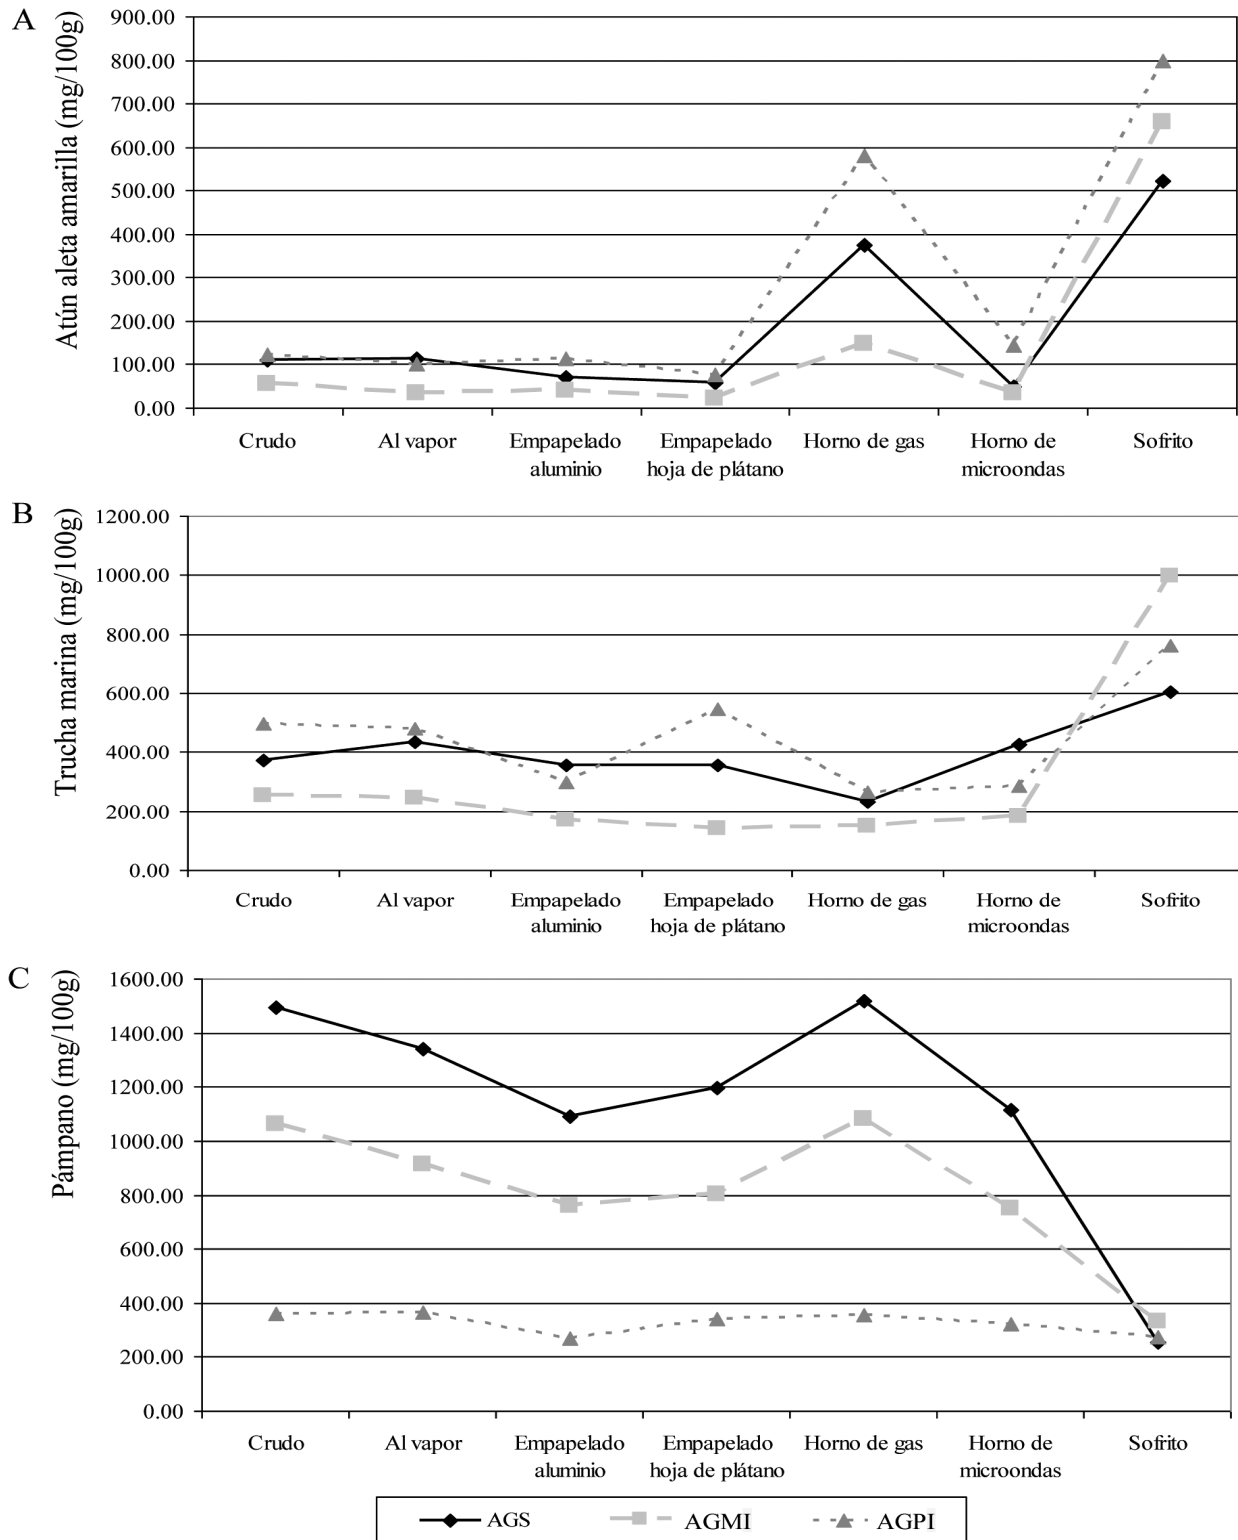 A
Atún aleta amarilla (mg/100g)
900.00
800.00
700.00
600.00
500.00
400.00
300.00
200.00
100.00
0.00
Crudo
Al vapor
Empapelado
aluminio
Empapelado
hoja de plátano
Horno de gas
Horno de
microondas
Sofrito
B
Trucha marina (mg/100g)
1200.00
1000.00
800.00
600.00
400.00
200.00
0.00
Crudo
Al vapor
Empapelado
aluminio
Empapelado
hoja de plátano
Horno de gas
Horno de
microondas
Sofrito
C
Pámpano (mg/100g)
1600.00
1400.00
1200.00
1000.00
800.00
600.00
400.00
200.00
0.00
Crudo
Al vapor
Empapelado
aluminio
Empapelado
hoja de plátano
Horno de gas
Horno de
microondas
Sofrito
AGS
AGMI
AGPI